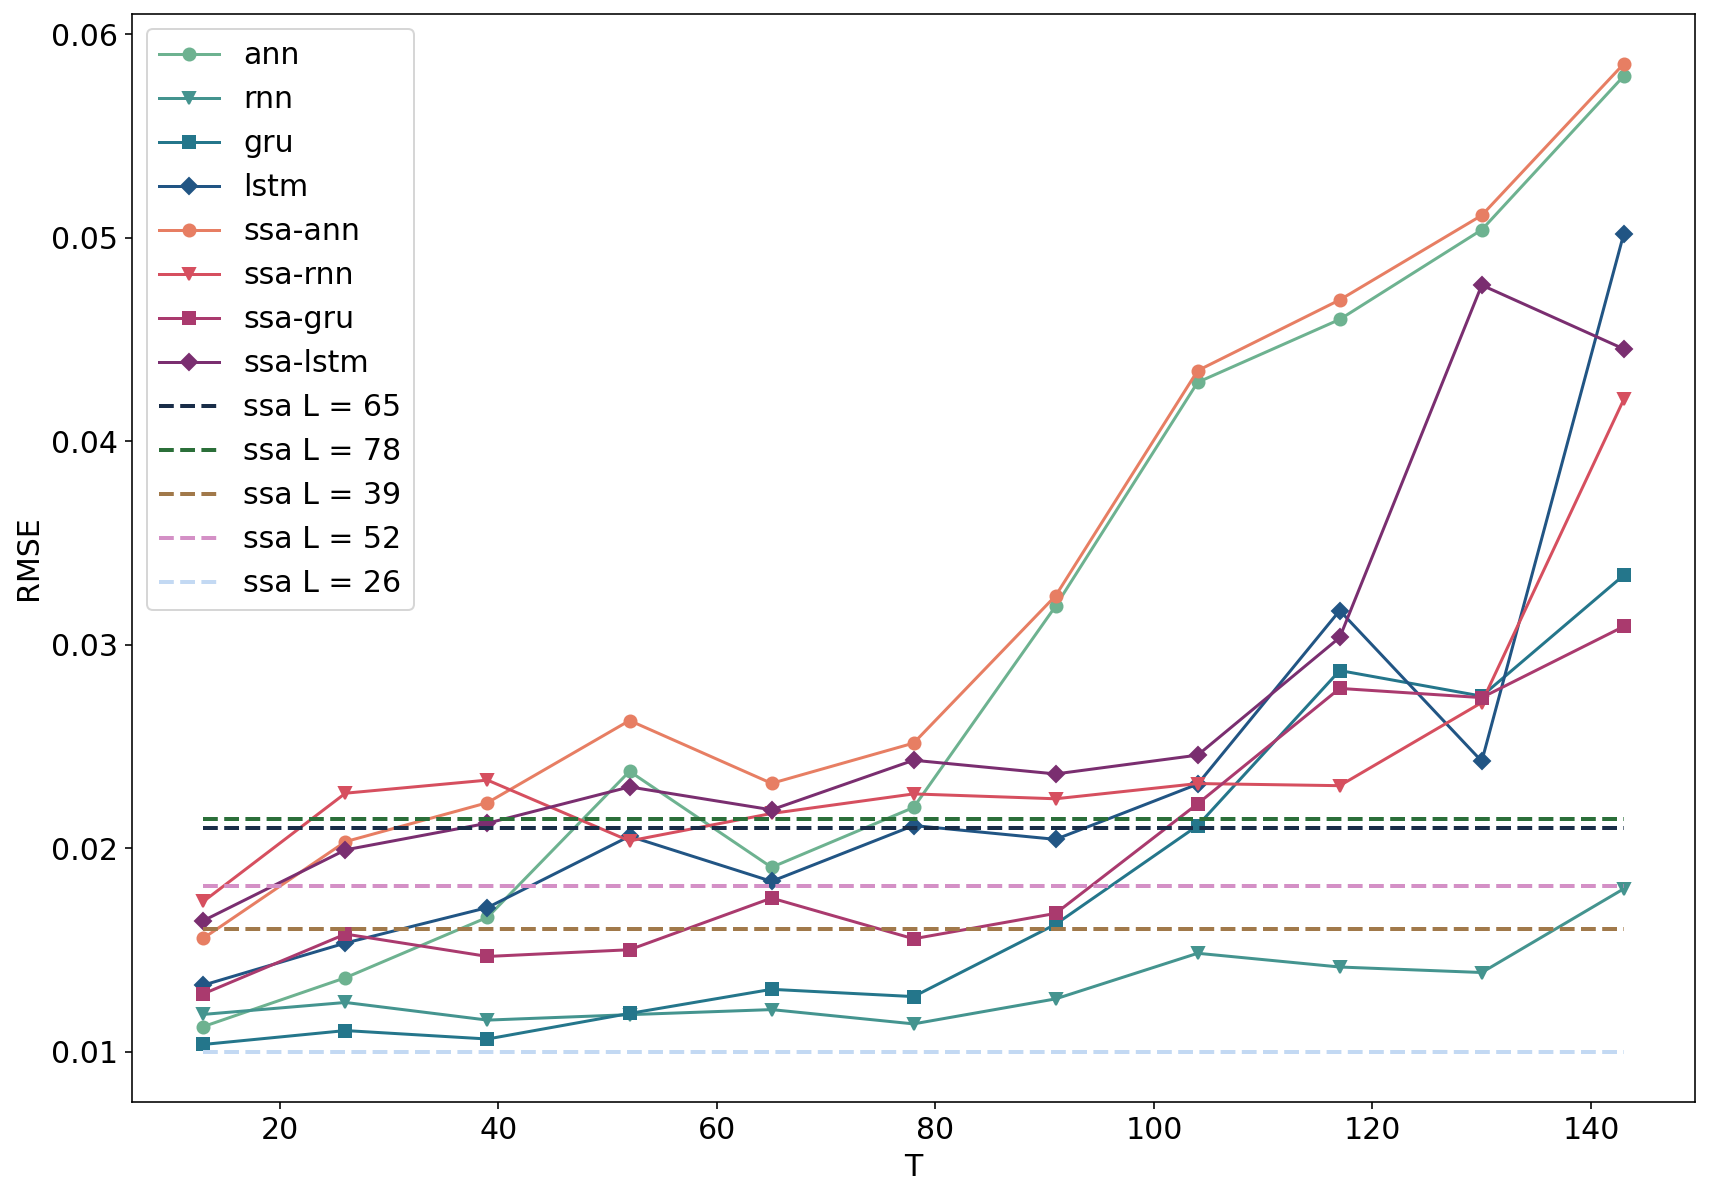 0.06
0.05
0.04
0.03
0.02
0.01
RMSE
ann
rnn
gru
lstm
ssa-ann
ssa-rnn
ssa-gru
ssa-lstm
ssa L = 65
ssa L = 78
ssa L = 39
ssa L = 52
ssa L = 26
20 40 60 80 100 120 140
T